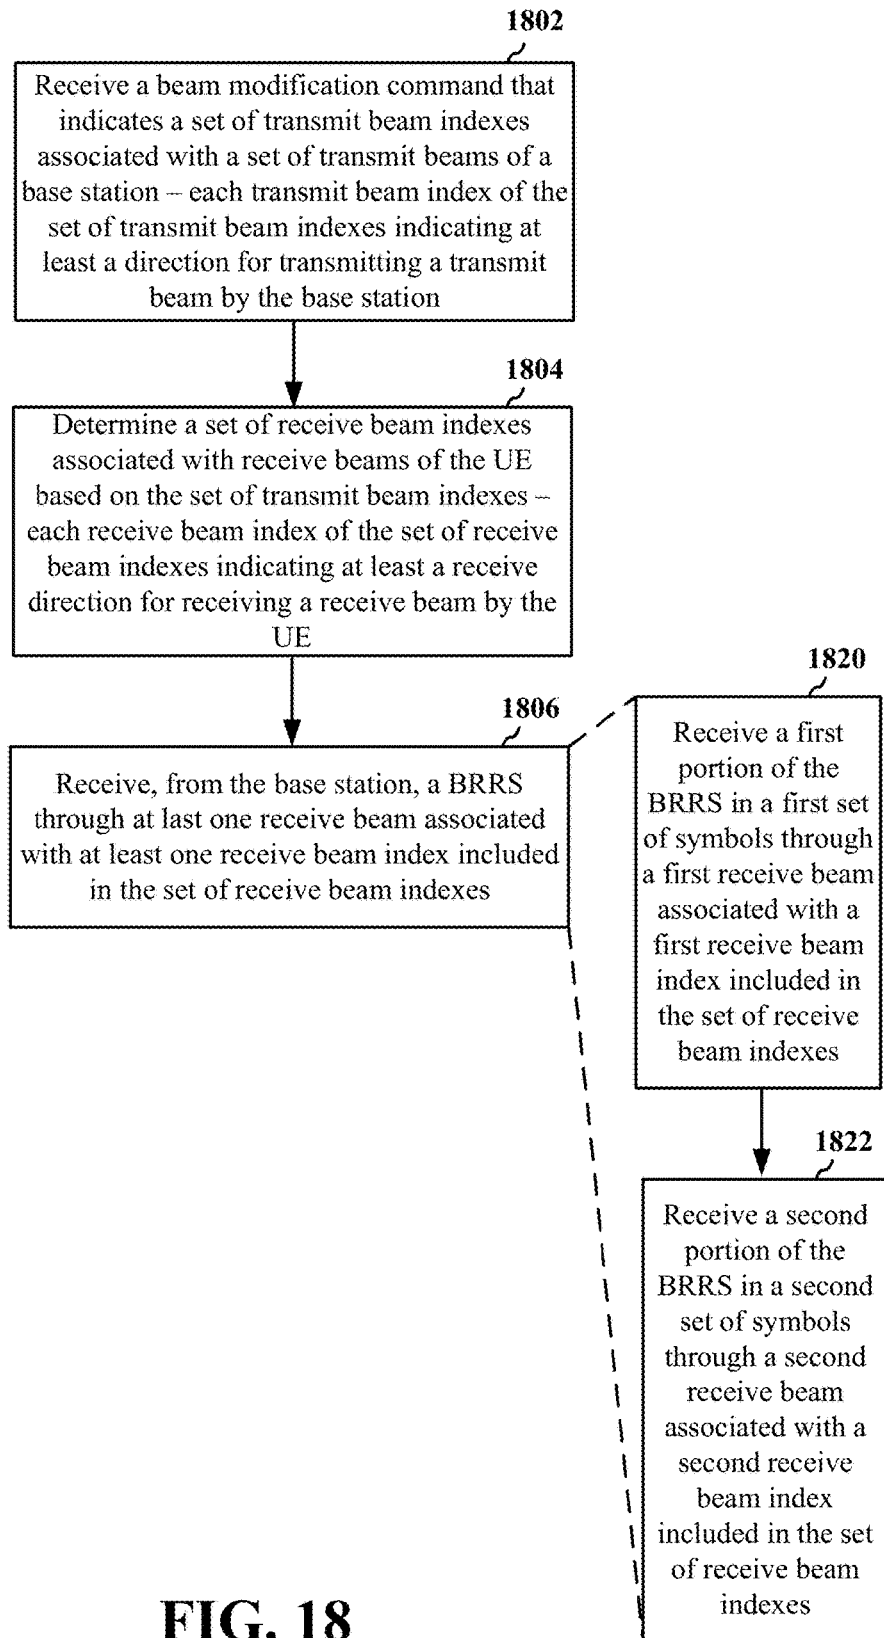 1802
Receive a beam modification command that
indicates a set of transmit beam indexes
associated with a set of transmit beams of a
base station – each transmit beam index of the
set of transmit beam indexes indicating at
least a direction for transmitting a transmit
beam by the base station
1804
Determine a set of receive beam indexes
associated with receive beams of the UE
based on the set of transmit beam indexes –
each receive beam index of the set of receive
beam indexes indicating at least a receive
direction for receiving a receive beam by the
UE
1806
Receive, from the base station, a BRRS
through at last one receive beam associated
with at least one receive beam index included
in the set of receive beam indexes
1820
Receive a first
portion of the
BRRS in a first set
of symbols through
a first receive beam
associated with a
first receive beam
index included in
the set of receive
beam indexes
1822
Receive a second
portion of the
BRRS in a second
set of symbols
through a second
receive beam
associated with a
second receive
beam index
included in the set
of receive beam
indexes
FIG. 18